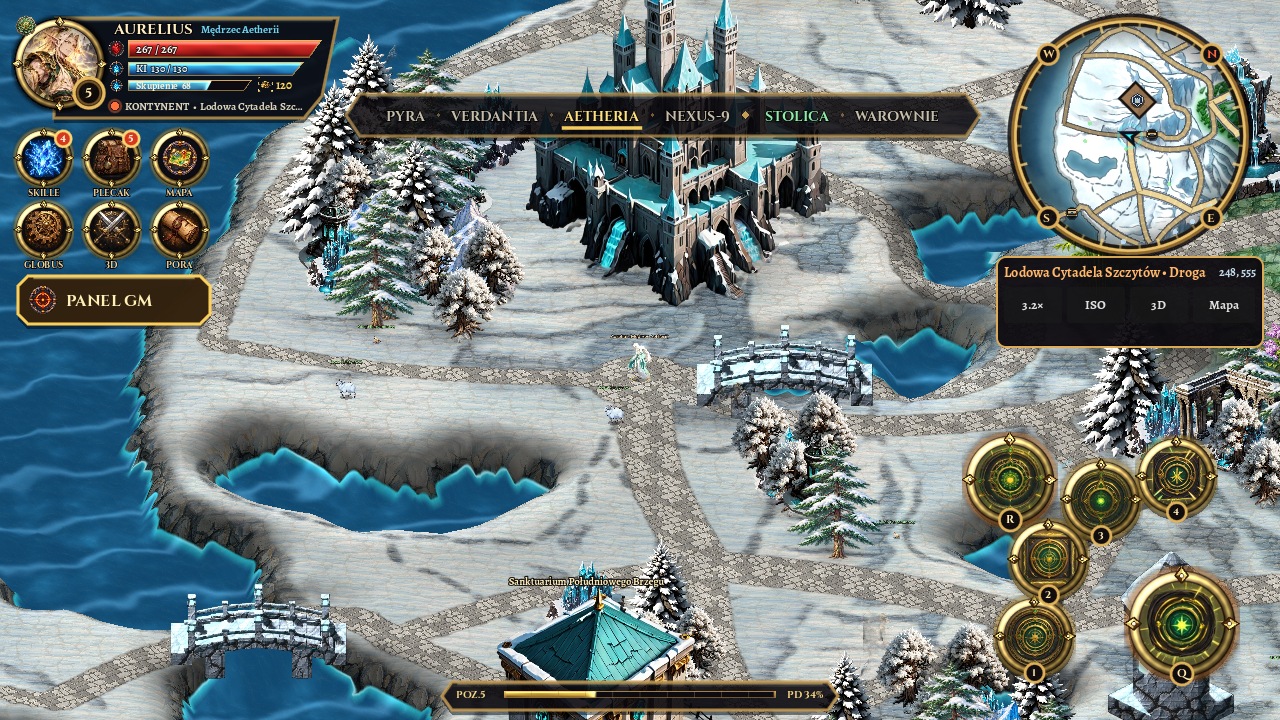 AURELIUS Mędrzec Aetherii
267 / 267
KI 130/130
Skupienie 68
120
5
KONTYNENT • Lodowa Cytadela Szc...
4
5
SKILLE
PLECAK
MAPA
GLOBUS
3D
PORA
PANEL GM
PYRA
VERDANTIA
AETHERIA
NEXUS-9
STOLICA
WAROWNIE
W
N
S
E
Lodowa Cytadela Szczytów • Droga 248,555
3.2×
ISO
3D
Mapa
R
3
4
2
1
Q
Sanktuarium Południowego Brzegu
POZ.5
PD 34%